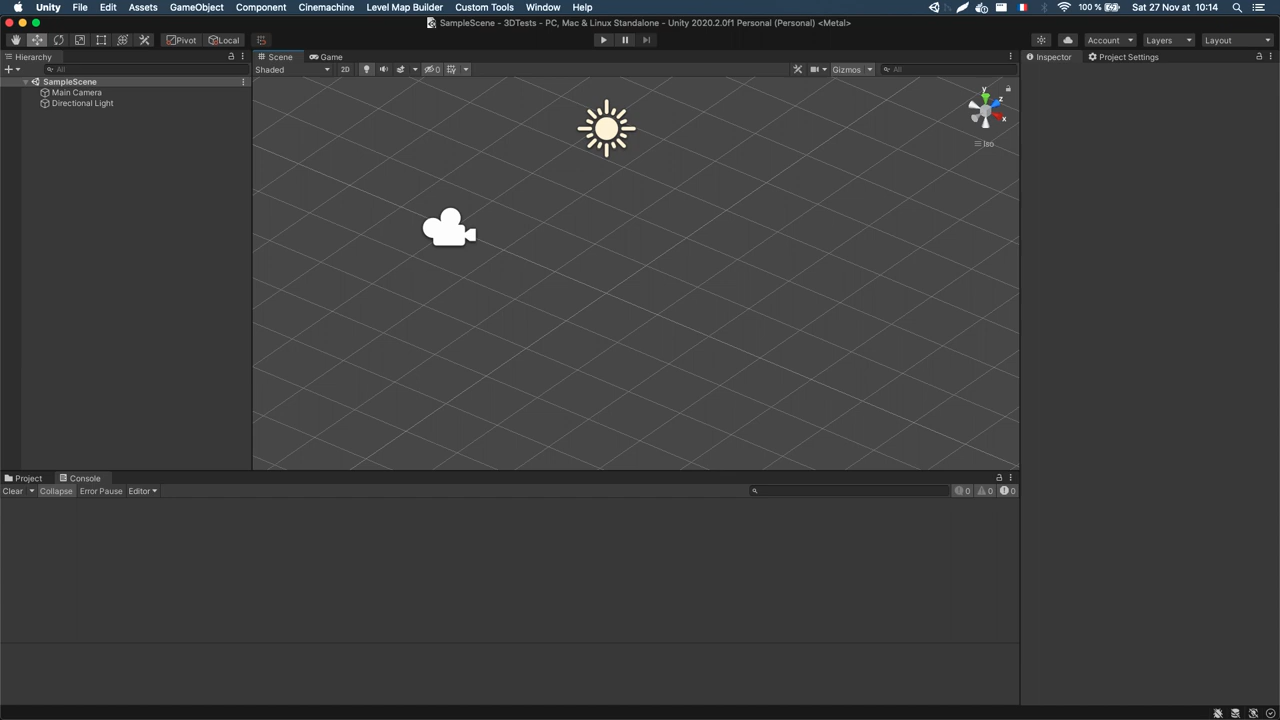 Unity File Edit Assets GameObject Component Cinemachine Level Map Builder Custom Tools Window Help 100 % Sat 27 Nov at 10:14
SampleScene - 3DTests - PC, Mac & Linux Standalone - Unity 2020.2.0f1 Personal (Personal) <Metal>
Pivot Local Account Layers Layout
Hierarchy Scene Game Inspector Project Settings
All Shaded 2D 0 Gizmos All
SampleScene
Main Camera
Directional Light
y
z
x
Iso
Project Console
Clear Collapse Error Pause Editor 0 0 0